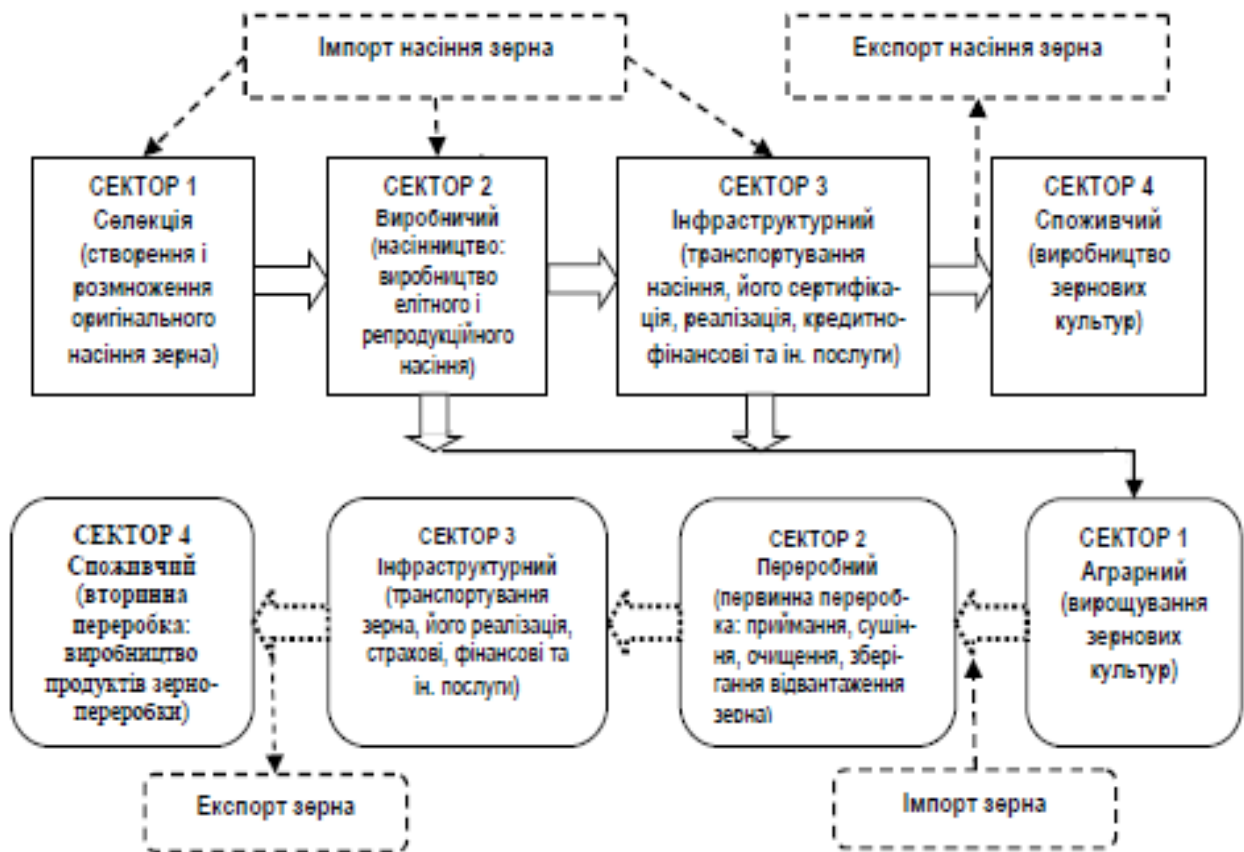 Імпорт насіння зерна
Експорт насіння зерна
СЕКТОР 1
Селекція
(створення і
розмноження
оригінального
насіння зерна)
СЕКТОР 2
Виробничий
(насінництво:
виробництво
елітного і
репродукційного
насіння)
СЕКТОР 3
Інфраструктурний
(транспортування
насіння, його сертифіка-
ція, реалізація, кредитно-
фінансові та ін. послуги)
СЕКТОР 4
Споживчий
(виробництво
зернових
культур)
СЕКТОР 4
Споживчий
(вторинна
переробка:
виробництво
продуктів зерно-
переробки)
СЕКТОР 3
Інфраструктурний
(транспортування
зерна, його реалізація,
страхові, фінансові та
ін. послуги)
СЕКТОР 2
Переробний
(первинна перероб-
ка: приймання, сушін-
ня, очищення, збері-
гання відвантаження
зерна)
СЕКТОР 1
Аграрний
(вирощування
зернових
культур)
Експорт зерна
Імпорт зерна